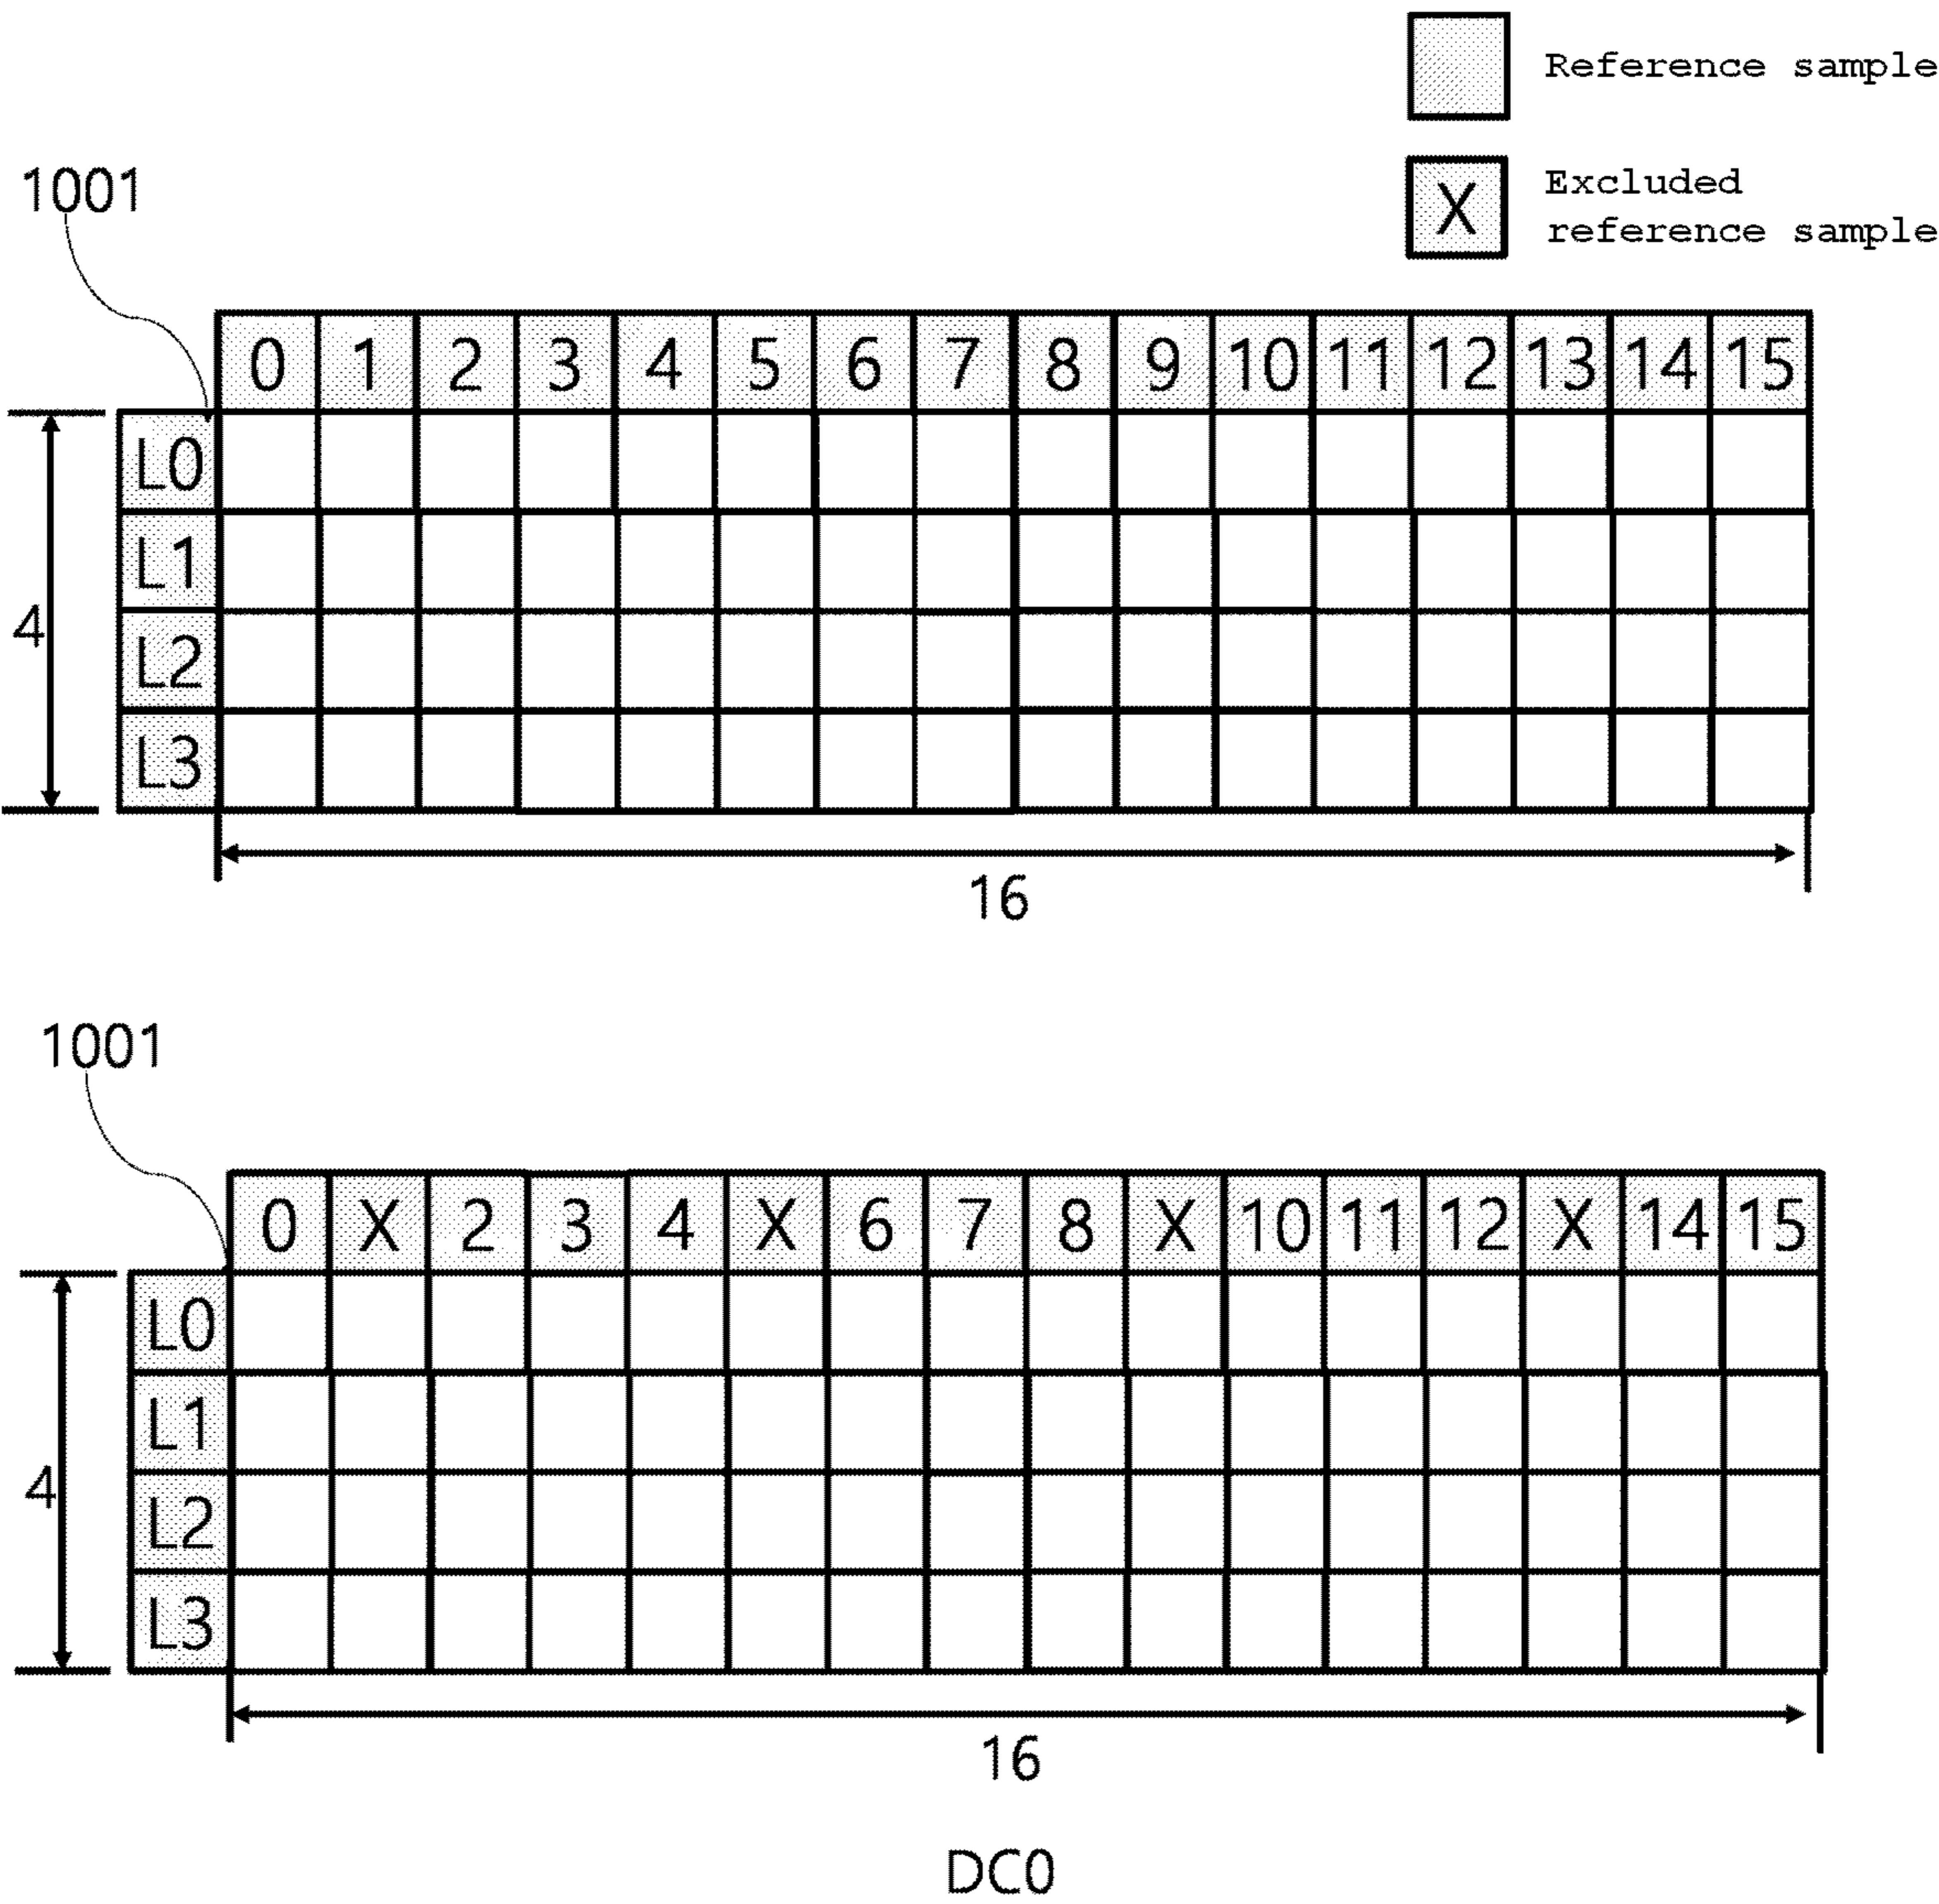 Reference sample
X Excluded
reference sample
1001
0 1 2 3 4 5 6 7 8 9 10 11 12 13 14 15
L0
L1
4
L2
L3
16
1001
0 X 2 3 4 X 6 7 8 X 10 11 12 X 14 15
L0
L1
4
L2
L3
16
DC0